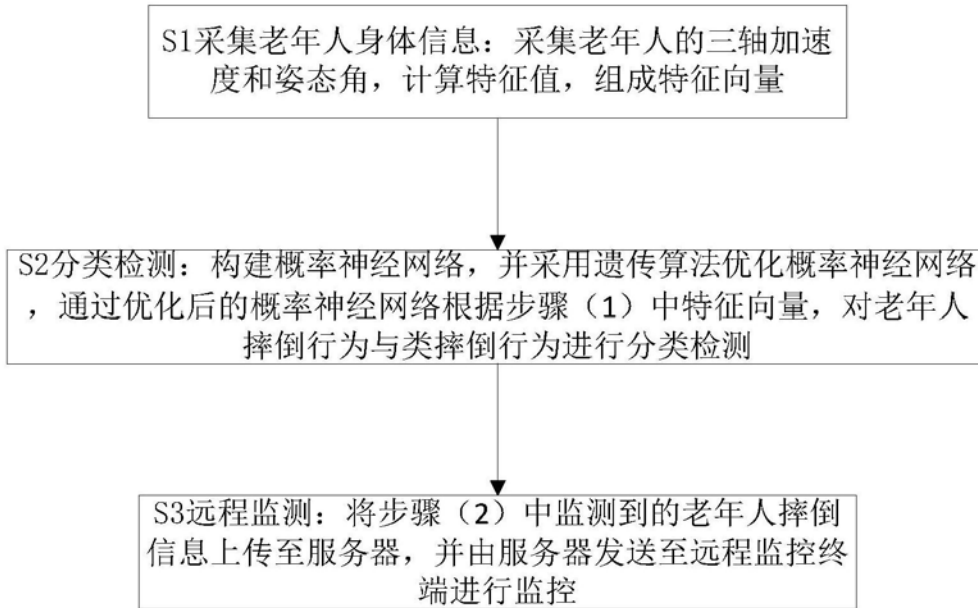 S1采集老年人身体信息：采集老年人的三轴加速
度和姿态角，计算特征值，组成特征向量
S2分类检测：构建概率神经网络，并采用遗传算法优化概率神经网络
，通过优化后的概率神经网络根据步骤（1）中特征向量，对老年人
摔倒行为与类摔倒行为进行分类检测
S3远程监测：将步骤（2）中监测到的老年人摔倒
信息上传至服务器，并由服务器发送至远程监控终
端进行监控